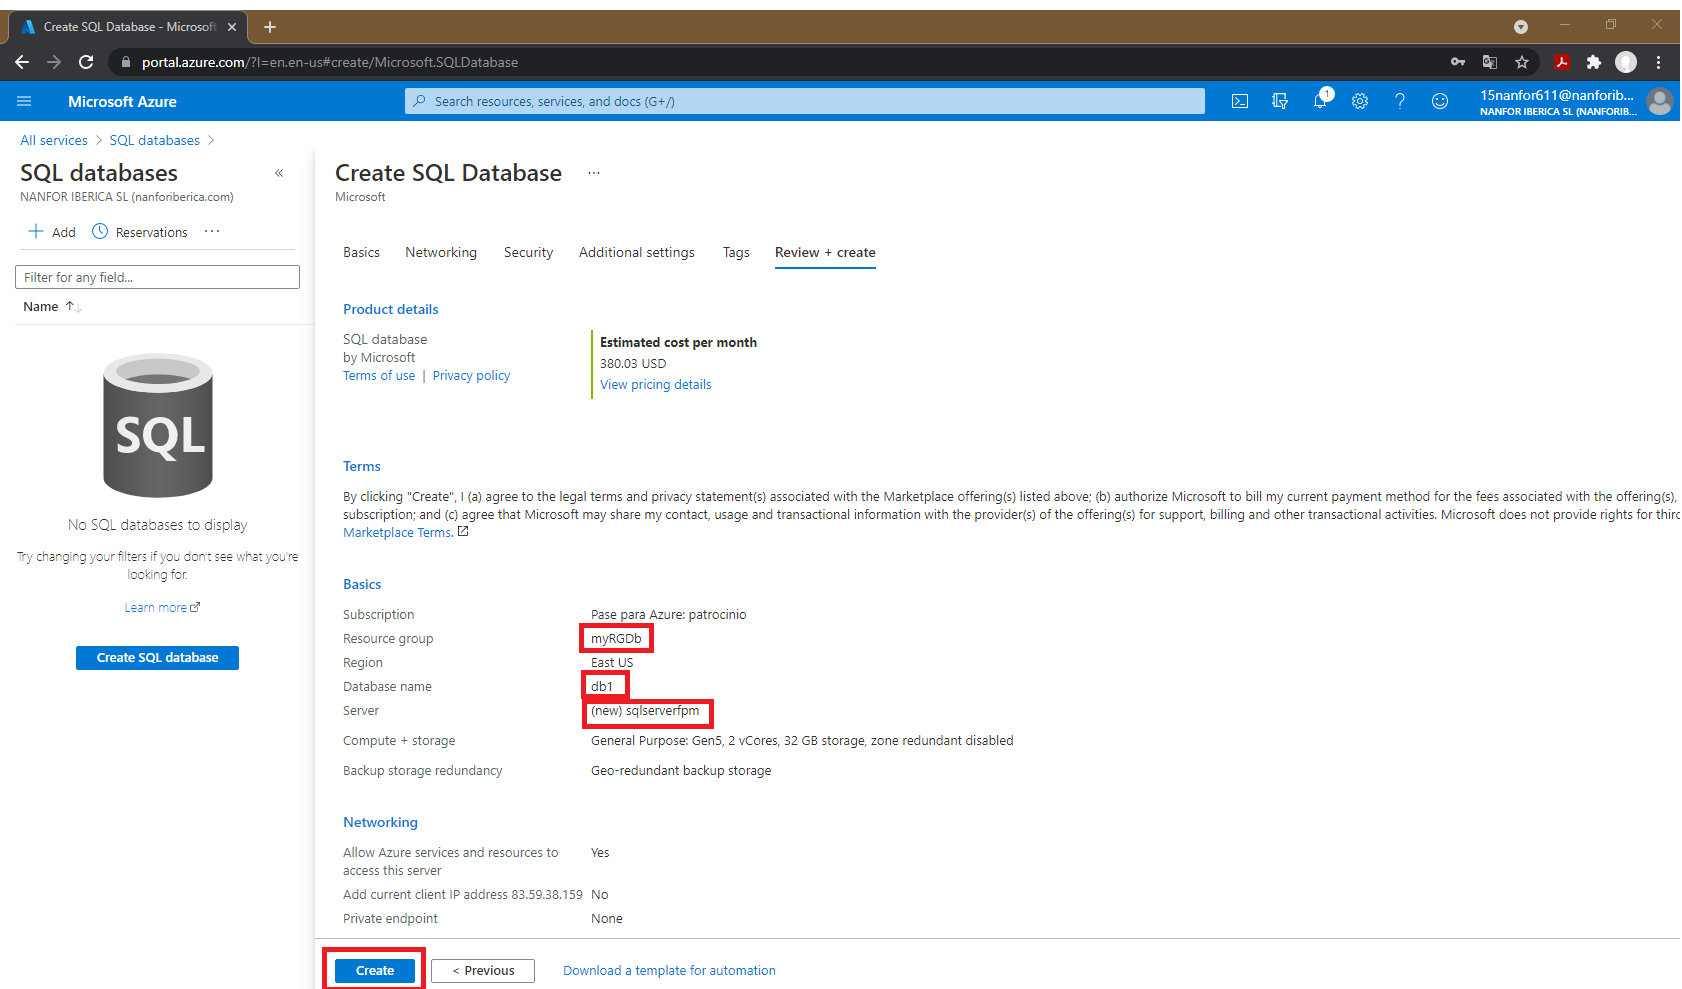 Create SQL Database - Microsoft
portal.azure.com/?l=en.en-us#create/Microsoft.SQLDatabase
Microsoft Azure
Search resources, services, and docs (G+/)
1
15nanfor611@nanforib...
NANFOR IBERICA SL (NANFORIB...
All services > SQL databases >
SQL databases
«
NANFOR IBERICA SL (nanforiberica.com)
+ Add
Reservations
...
Filter for any field...
Name ↑↓
SQL
No SQL databases to display
Try changing your filters if you don't see what you're
looking for.
Learn more
Create SQL database
Create SQL Database
...
Microsoft
Basics
Networking
Security
Additional settings
Tags
Review + create
Product details
SQL database
by Microsoft
Terms of use | Privacy policy
Estimated cost per month
380.03 USD
View pricing details
Terms
By clicking "Create", I (a) agree to the legal terms and privacy statement(s) associated with the Marketplace offering(s) listed above; (b) authorize Microsoft to bill my current payment method for the fees associated with the offering(s),
subscription; and (c) agree that Microsoft may share my contact, usage and transactional information with the provider(s) of the offering(s) for support, billing and other transactional activities. Microsoft does not provide rights for thirc
Marketplace Terms.
Basics
Subscription Pase para Azure: patrocinio
Resource group myRGDb
Region East US
Database name db1
Server (new) sqlserverfpm
Compute + storage General Purpose: Gen5, 2 vCores, 32 GB storage, zone redundant disabled
Backup storage redundancy Geo-redundant backup storage
Networking
Allow Azure services and resources to Yes
access this server
Add current client IP address 83.59.38.159 No
Private endpoint None
Create
< Previous
Download a template for automation